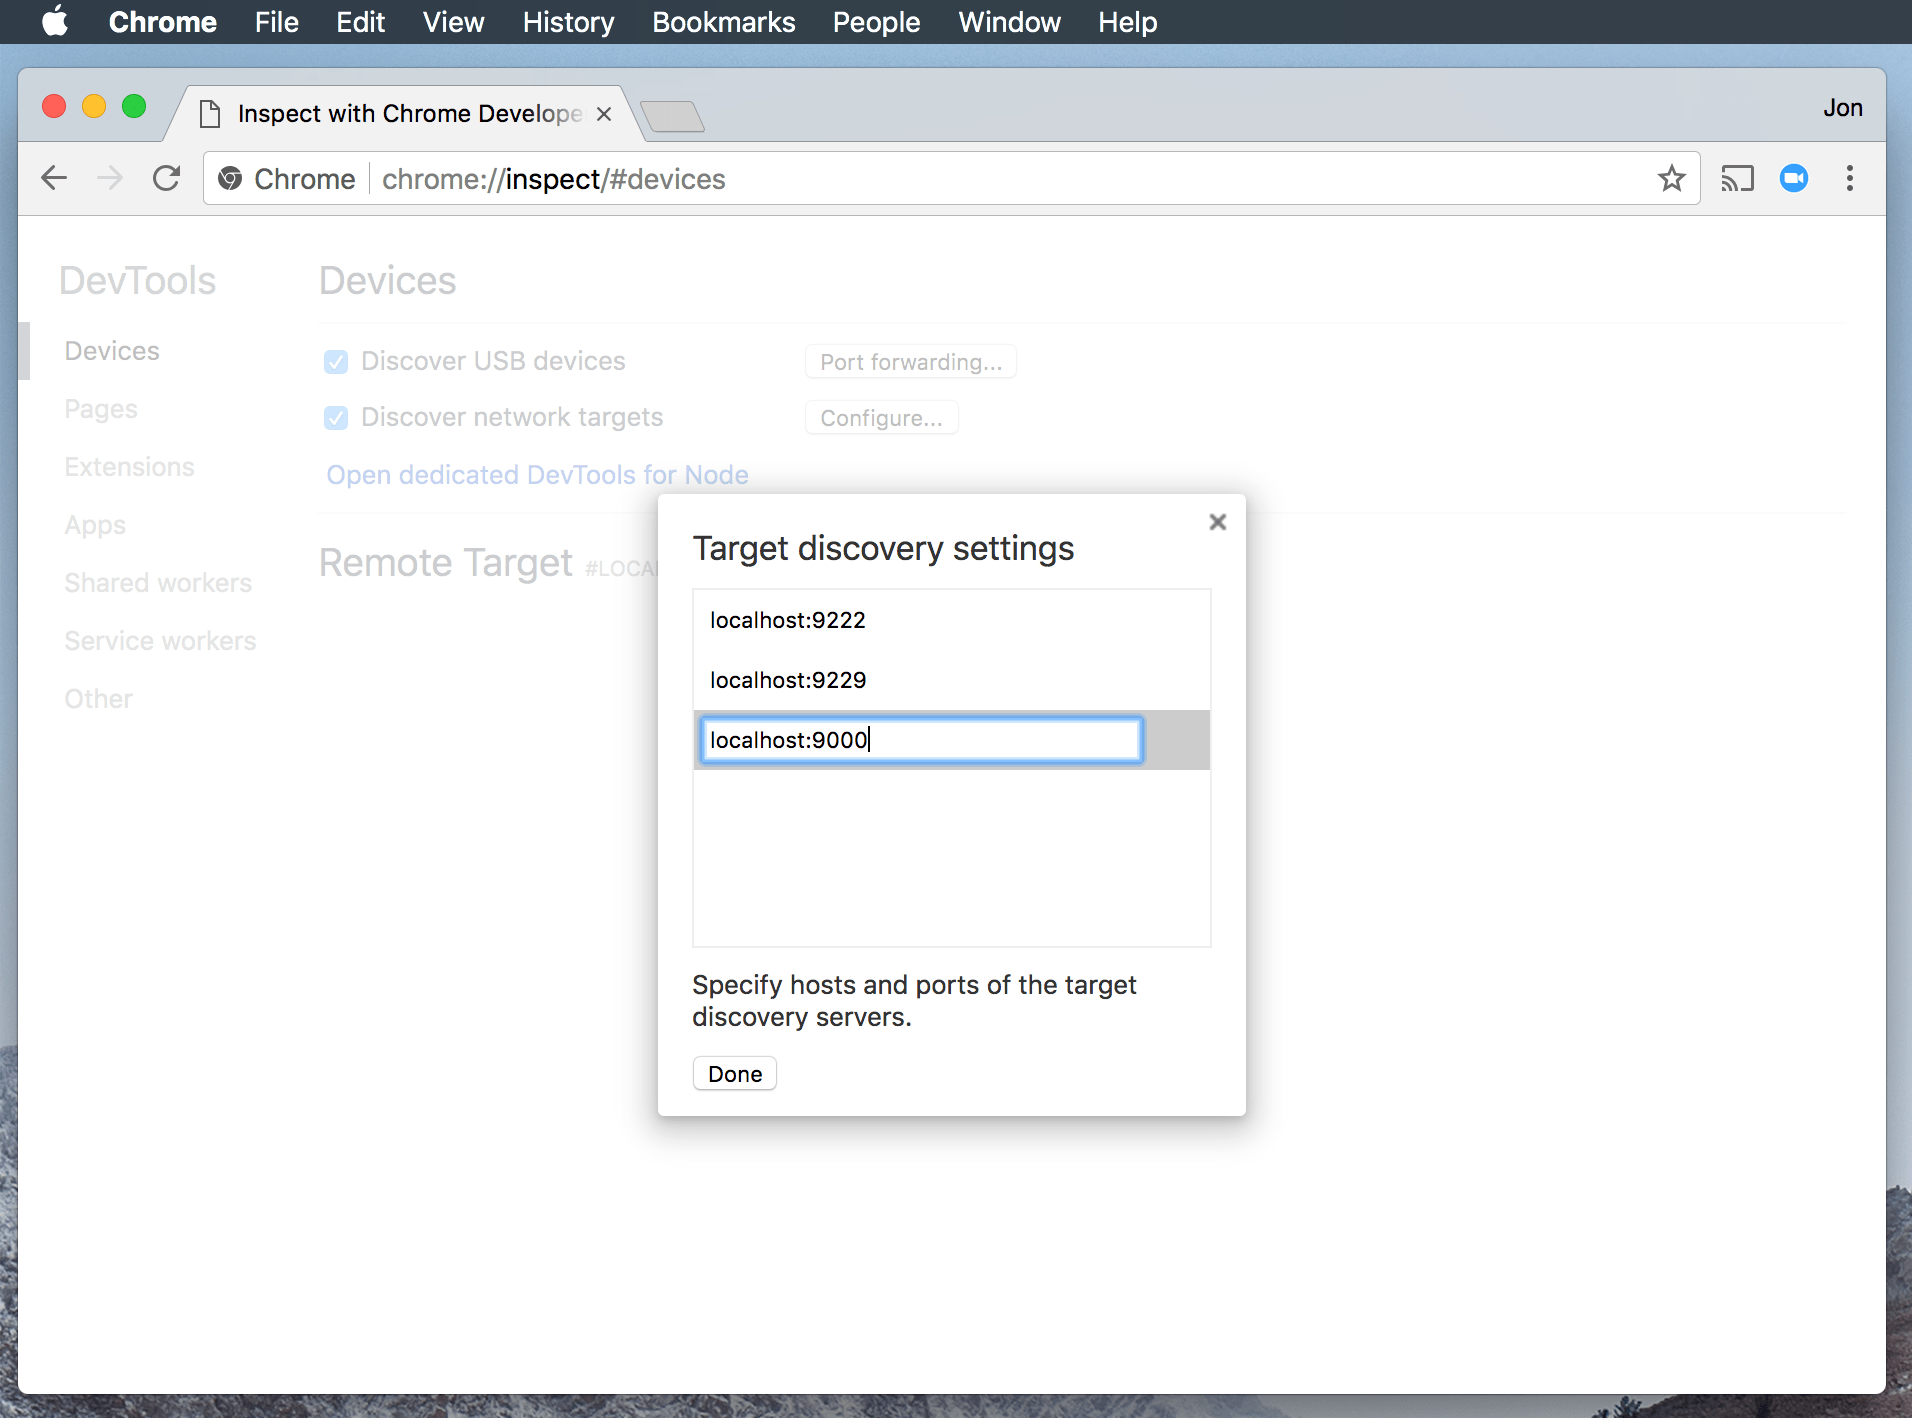 Chrome File Edit View History Bookmarks People Window Help
Inspect with Chrome Develope
Jon
Chrome chrome://inspect/#devices
DevTools
Devices
Pages
Extensions
Apps
Shared workers
Service workers
Other
Devices
Discover USB devices Port forwarding...
Discover network targets Configure...
Open dedicated DevTools for Node
Remote Target #LOCA
Target discovery settings
localhost:9222
localhost:9229
localhost:9000
Specify hosts and ports of the target
discovery servers.
Done